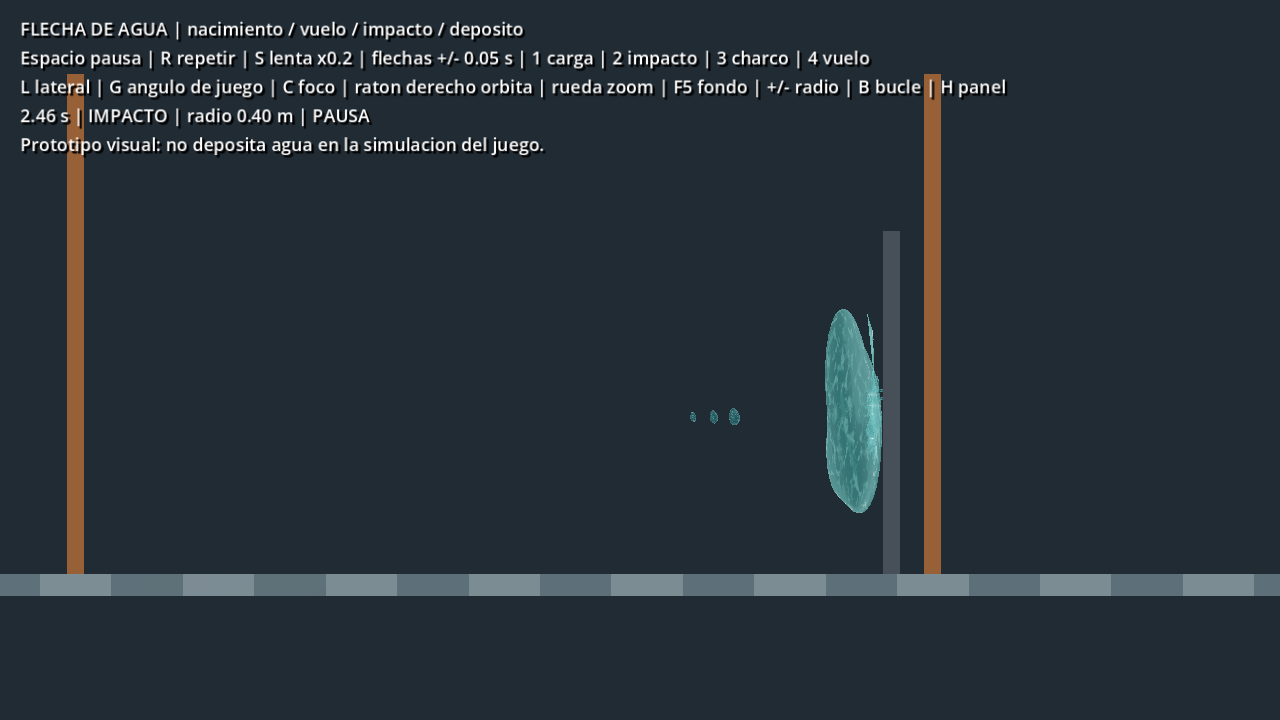 FLECHA DE AGUA | nacimiento / vuelo / impacto / deposito
Espacio pausa | R repetir | S lenta x0.2 | flechas +/- 0.05 s | 1 carga | 2 impacto | 3 charco | 4 vuelo
L lateral | G angulo de juego | C foco | raton derecho orbita | rueda zoom | F5 fondo | +/- radio | B bucle | H panel
2.46 s | IMPACTO | radio 0.40 m | PAUSA
Prototipo visual: no deposita agua en la simulacion del juego.